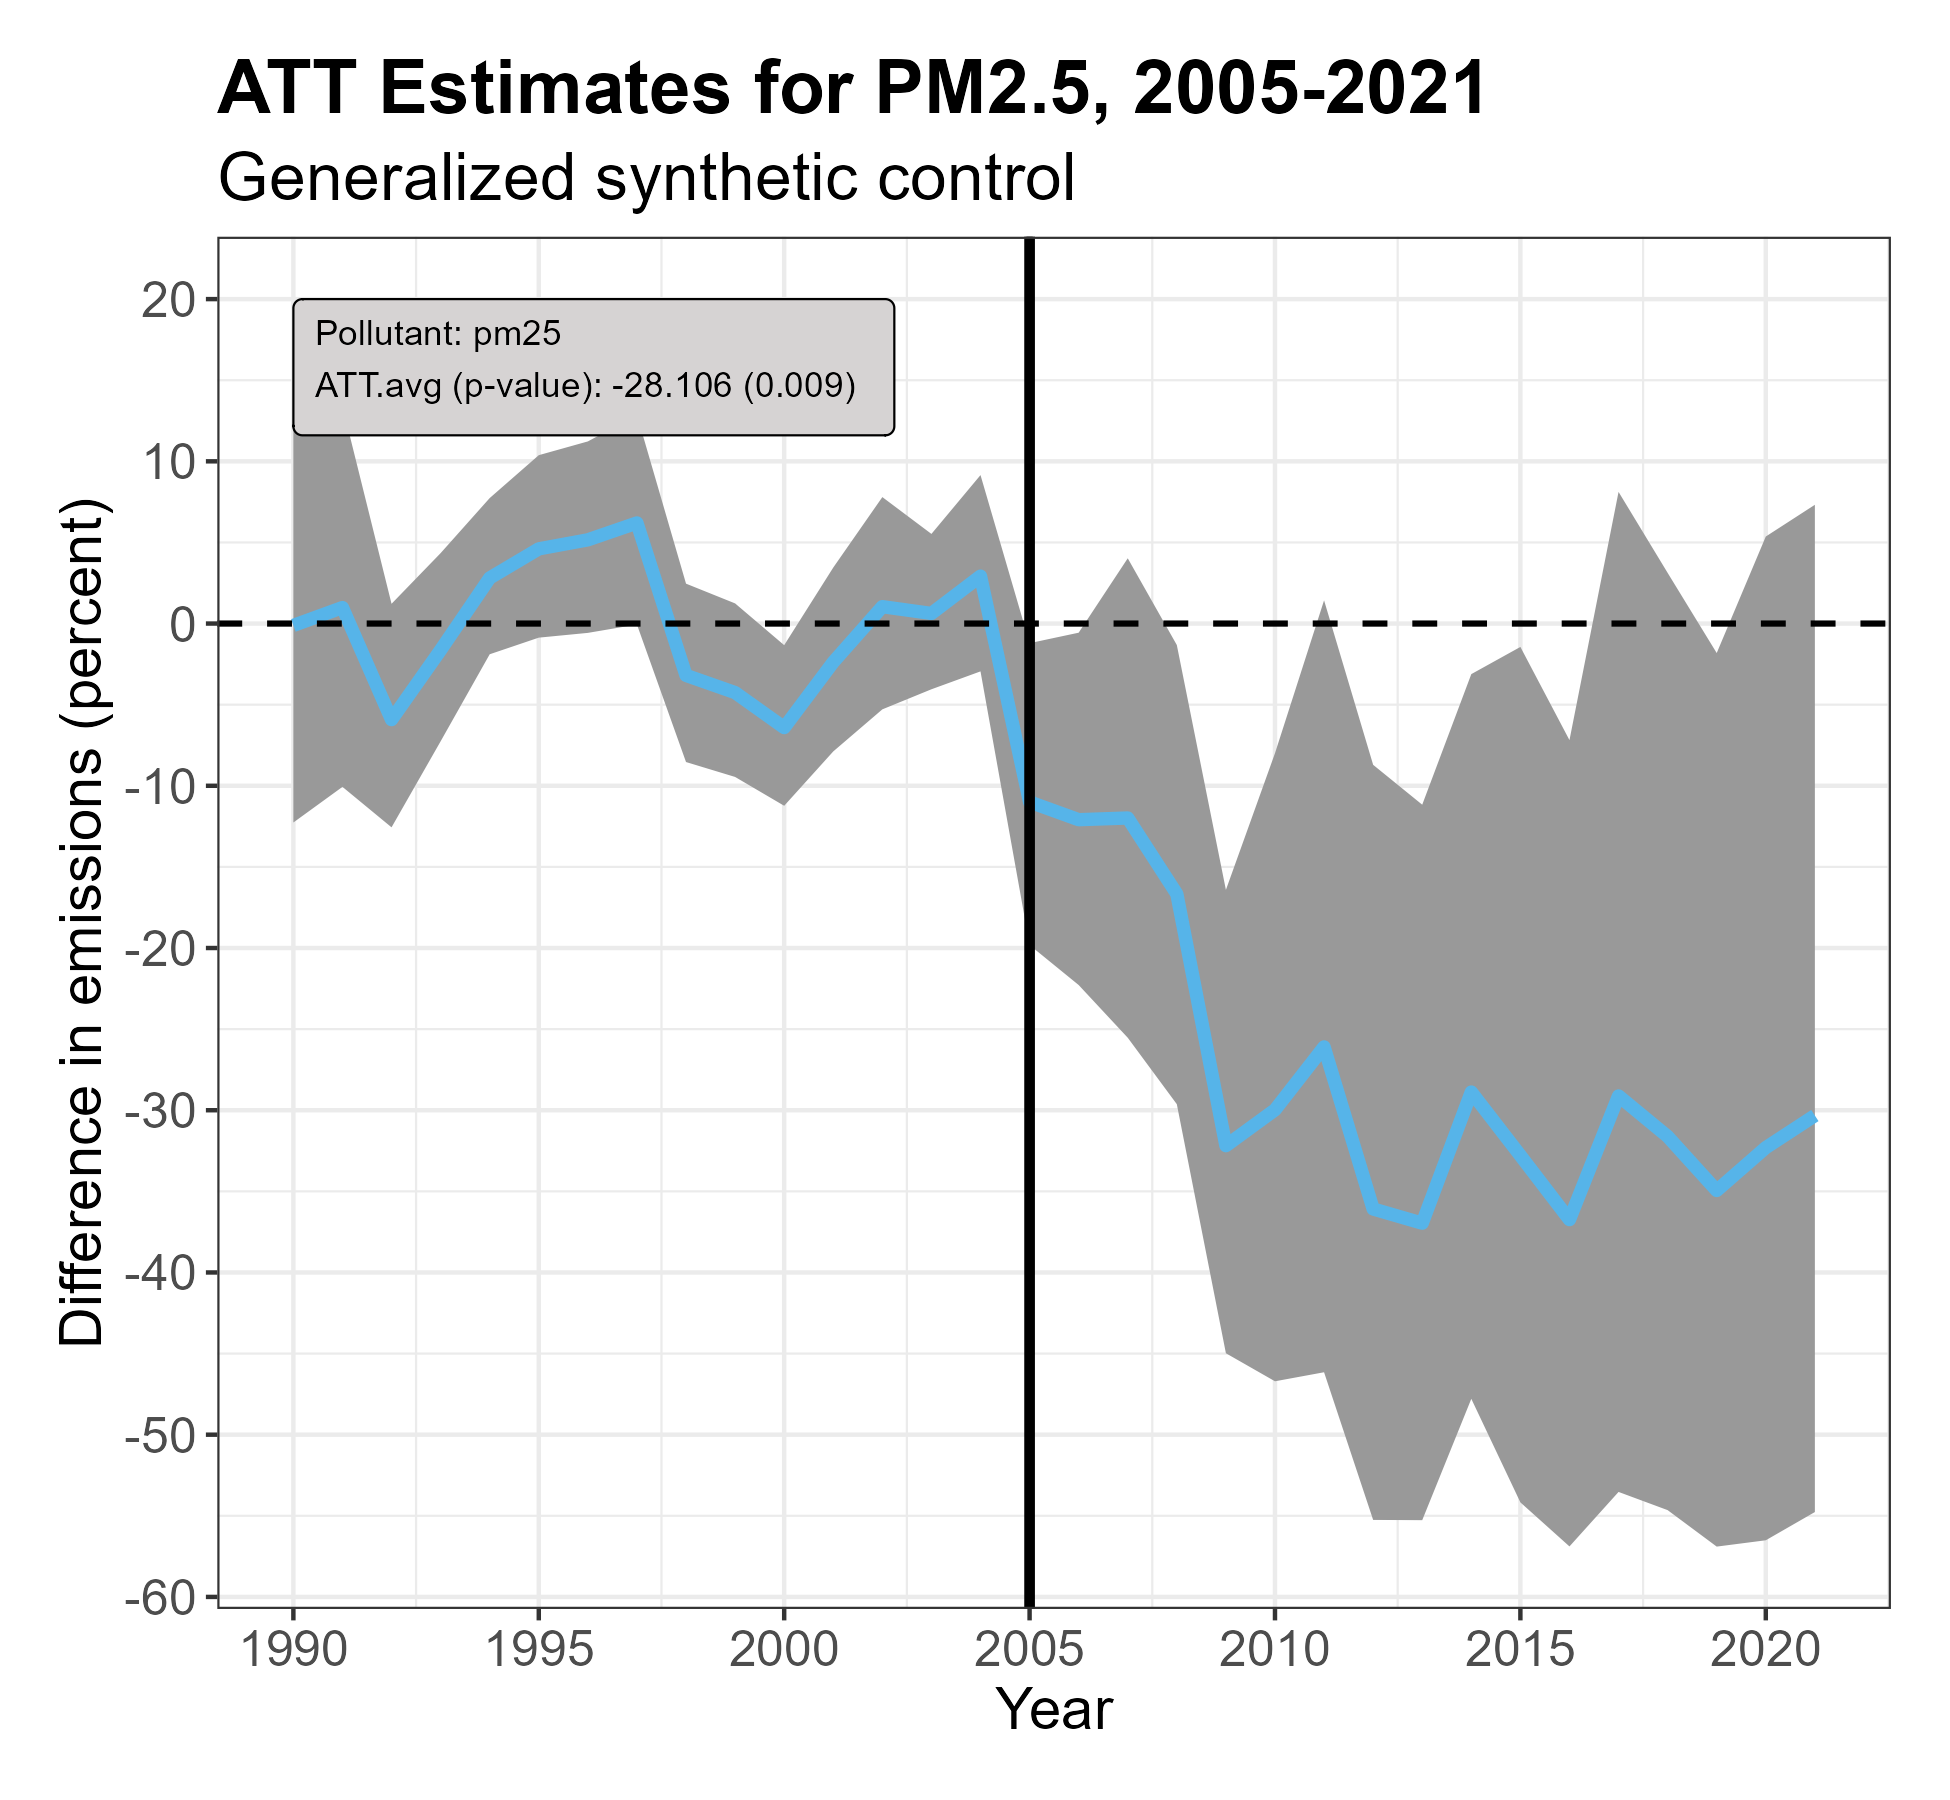 ATT Estimates for PM2.5, 2005-2021
Generalized synthetic control
Pollutant: pm25
ATT.avg (p-value): -28.106 (0.009)
Difference in emissions (percent)
20
10
0
-10
-20
-30
-40
-50
-60
1990 1995 2000 2005 2010 2015 2020
Year